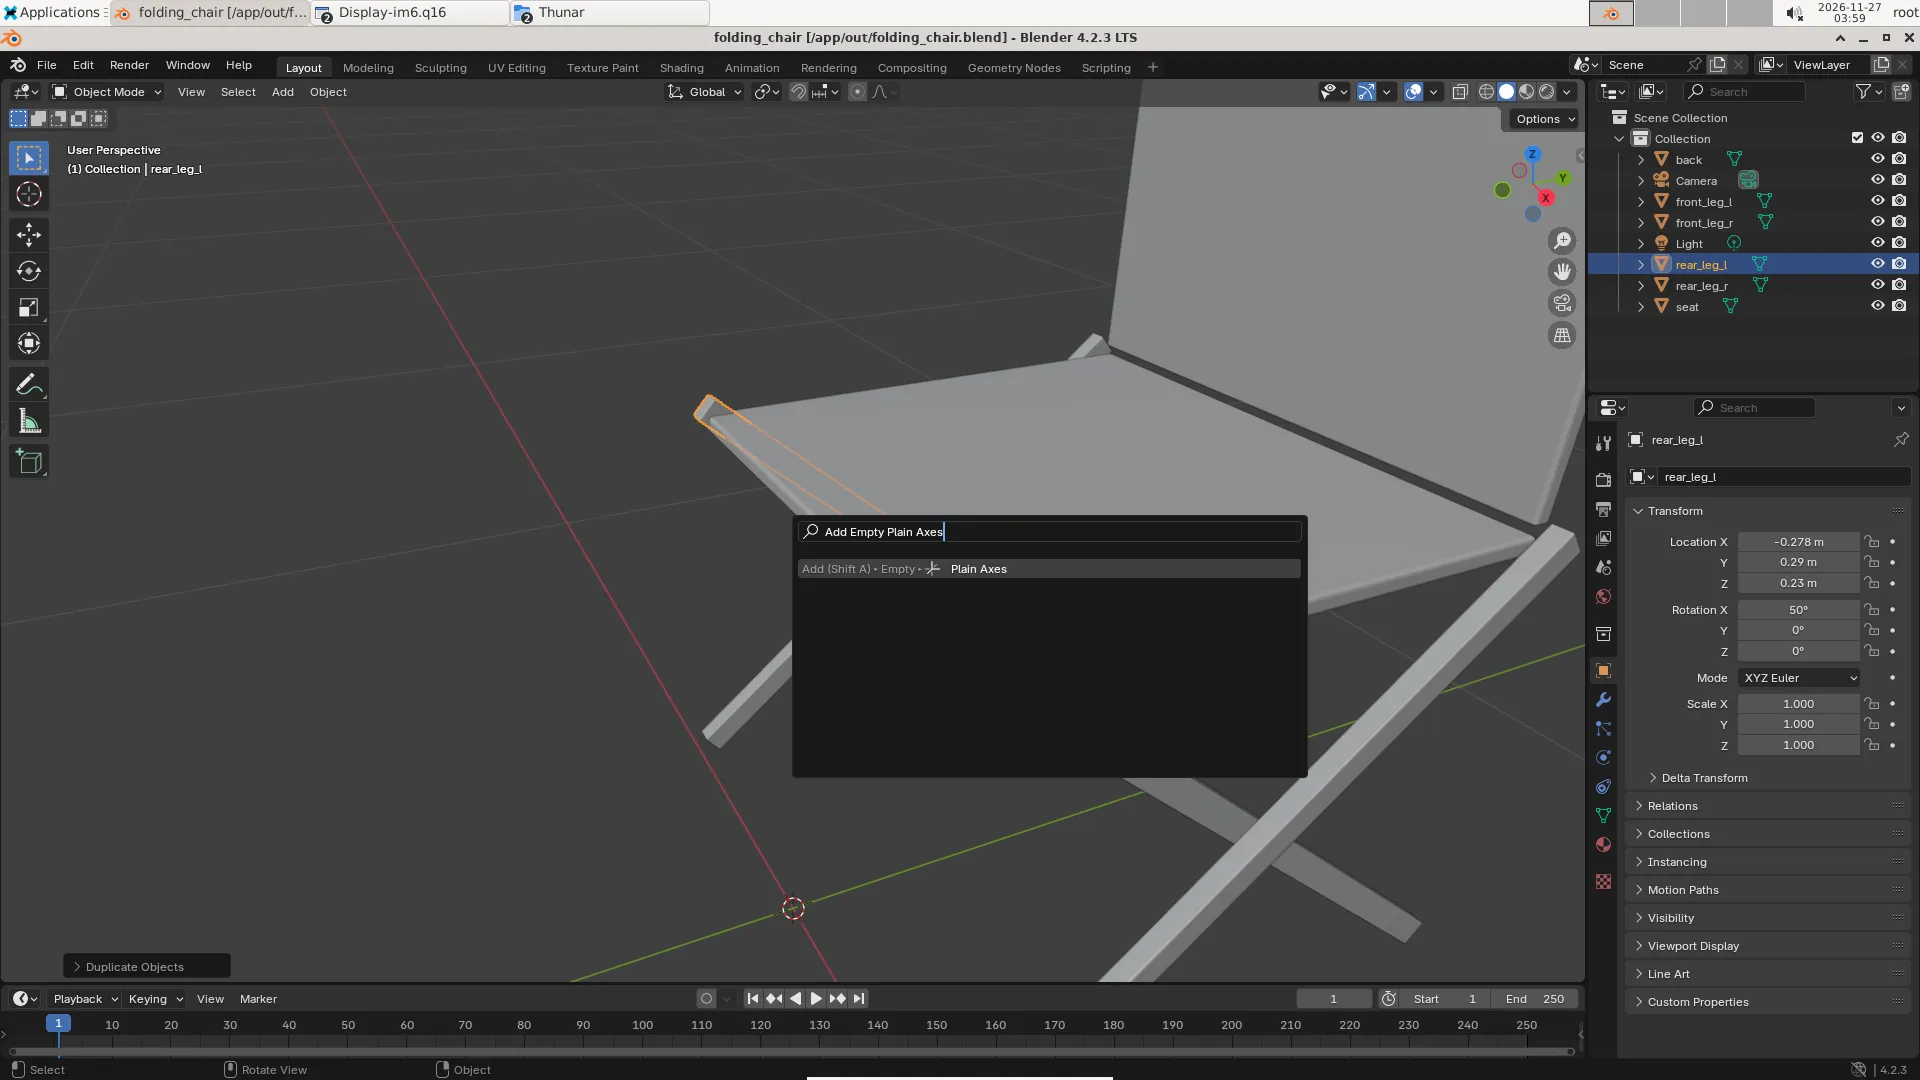 Applications
folding_chair [/app/out/f...
Display-im6.q16
Thunar
2026-11-27
03:59
root
folding_chair [/app/out/folding_chair.blend] - Blender 4.2.3 LTS
File Edit Render Window Help
Layout Modeling Sculpting UV Editing Texture Paint Shading Animation Rendering Compositing Geometry Nodes Scripting
Scene
ViewLayer
Object Mode View Select Add Object
Global
Search
Options
User Perspective
(1) Collection | rear_leg_l
Z
Y
X
Scene Collection
Collection
back
Camera
front_leg_l
front_leg_r
Light
rear_leg_l
rear_leg_r
seat
Search
rear_leg_l
rear_leg_l
Transform
Location X -0.278 m
Y 0.29 m
Z 0.23 m
Rotation X 50°
Y 0°
Z 0°
Mode XYZ Euler
Scale X 1.000
Y 1.000
Z 1.000
Delta Transform
Relations
Collections
Instancing
Motion Paths
Visibility
Viewport Display
Line Art
Custom Properties
Add Empty Plain Axes
Add (Shift A) Empty Plain Axes
Duplicate Objects
Playback Keying View Marker
1
Start 1
End 250
1 10 20 30 40 50 60 70 80 90 100 110 120 130 140 150 160 170 180 190 200 210 220 230 240 250
Select
Rotate View
Object
4.2.3